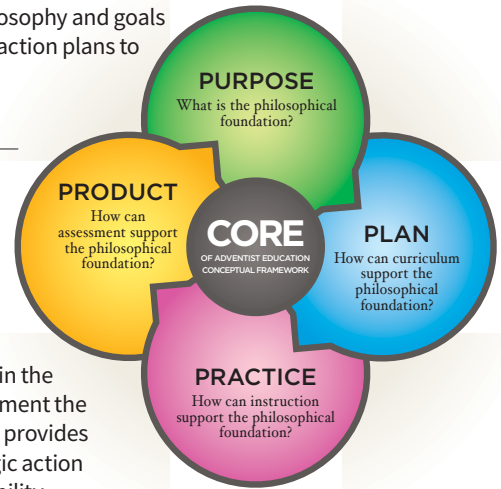 osophy and goals
action plans to
PURPOSE
What is the philosophical
foundation?
PRODUCT
How can
assessment support
the philosophical
foundation?
CORE
OF ADVENTIST EDUCATION
CONCEPTUAL FRAMEWORK
PLAN
How can curriculum
support the
philosophical
foundation?
PRACTICE
How can instruction
support the philosophical
foundation?
in the
ment the
provides
gic action